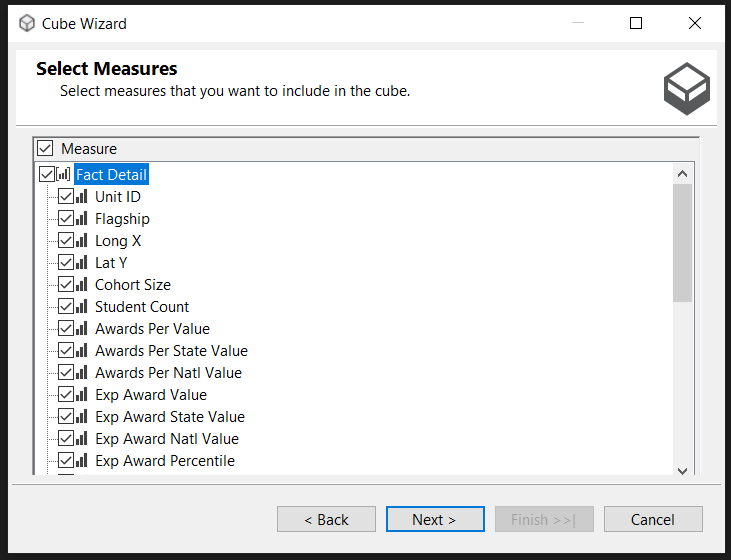 Cube Wizard
Select Measures
Select measures that you want to include in the cube.
Measure
Fact Detail
Unit ID
Flagship
Long X
Lat Y
Cohort Size
Student Count
Awards Per Value
Awards Per State Value
Awards Per Natl Value
Exp Award Value
Exp Award State Value
Exp Award Natl Value
Exp Award Percentile
< Back Next > Finish >>| Cancel